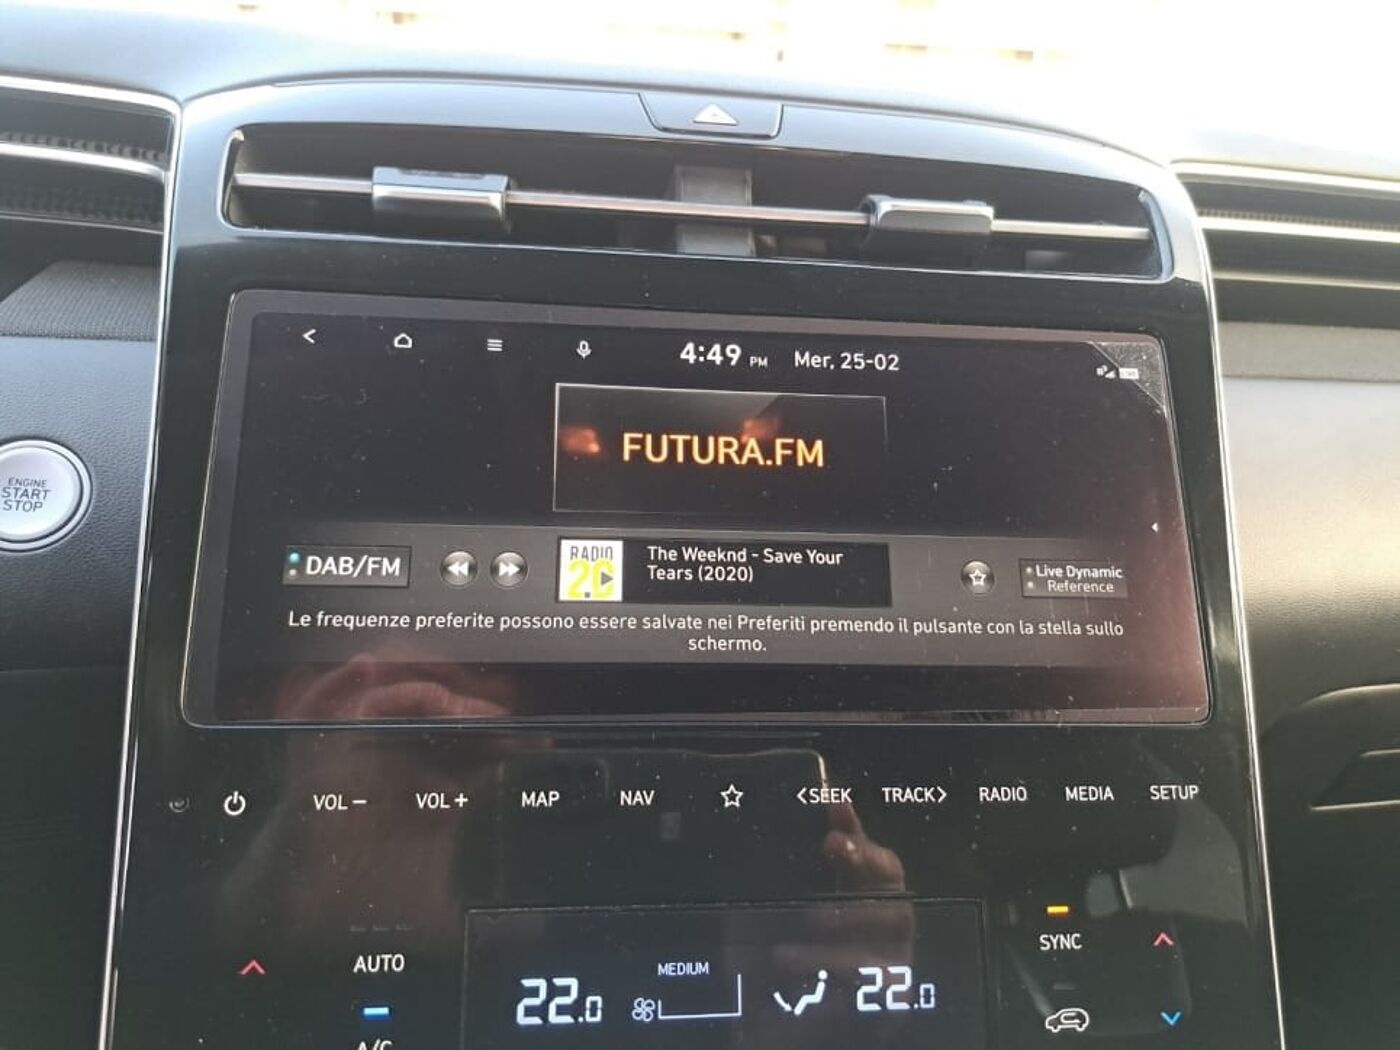 4:49 PM Mer, 25-02
FUTURA.FM
ENGINE
START
STOP
DAB/FM
RADIO
2.0
The Weeknd - Save Your
Tears (2020)
Live Dynamic
Reference
Le frequenze preferite possono essere salvate nei Preferiti premendo il pulsante con la stella sullo
schermo.
VOL − VOL + MAP NAV <SEEK TRACK> RADIO MEDIA SETUP
AUTO
SYNC
MEDIUM
22.0 22.0
A/C